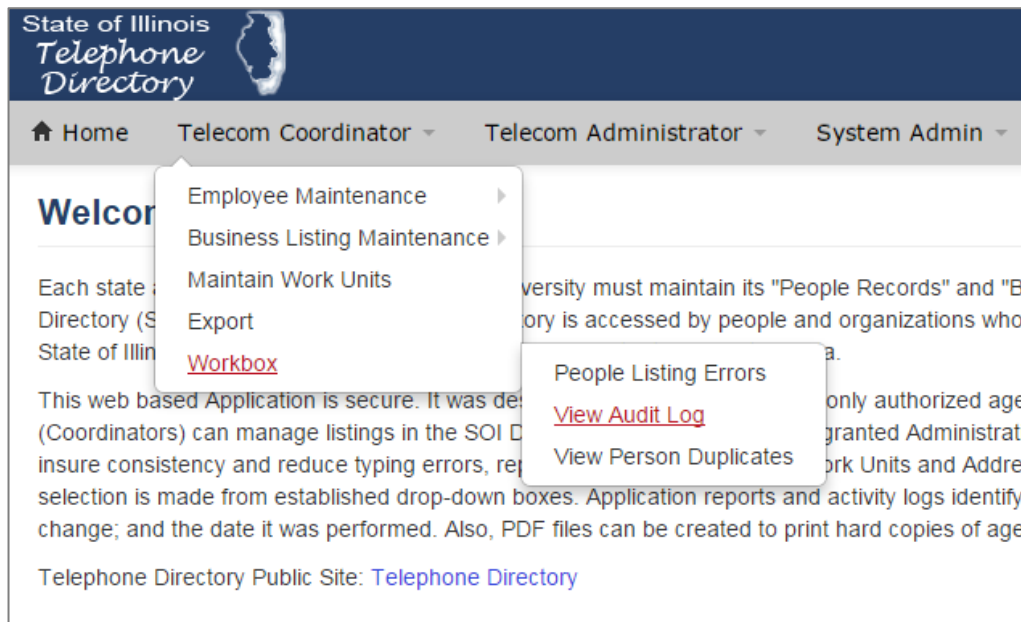 State of Illinois
Telephone
Directory
Home Telecom Coordinator Telecom Administrator System Admin
Employee Maintenance
Welcor
Business Listing Maintenance
Maintain Work Units
Each state versity must maintain its "People Records" and "B
Export
Directory (S ory is accessed by people and organizations who
Workbox
State of Illin a.
People Listing Errors
This web based Application is secure. It was des only authorized age
View Audit Log
(Coordinators) can manage listings in the SOI D granted Administrat
View Person Duplicates
insure consistency and reduce typing errors, rep ork Units and Addre
selection is made from established drop-down boxes. Application reports and activity logs identify
change; and the date it was performed. Also, PDF files can be created to print hard copies of age
Telephone Directory Public Site: Telephone Directory